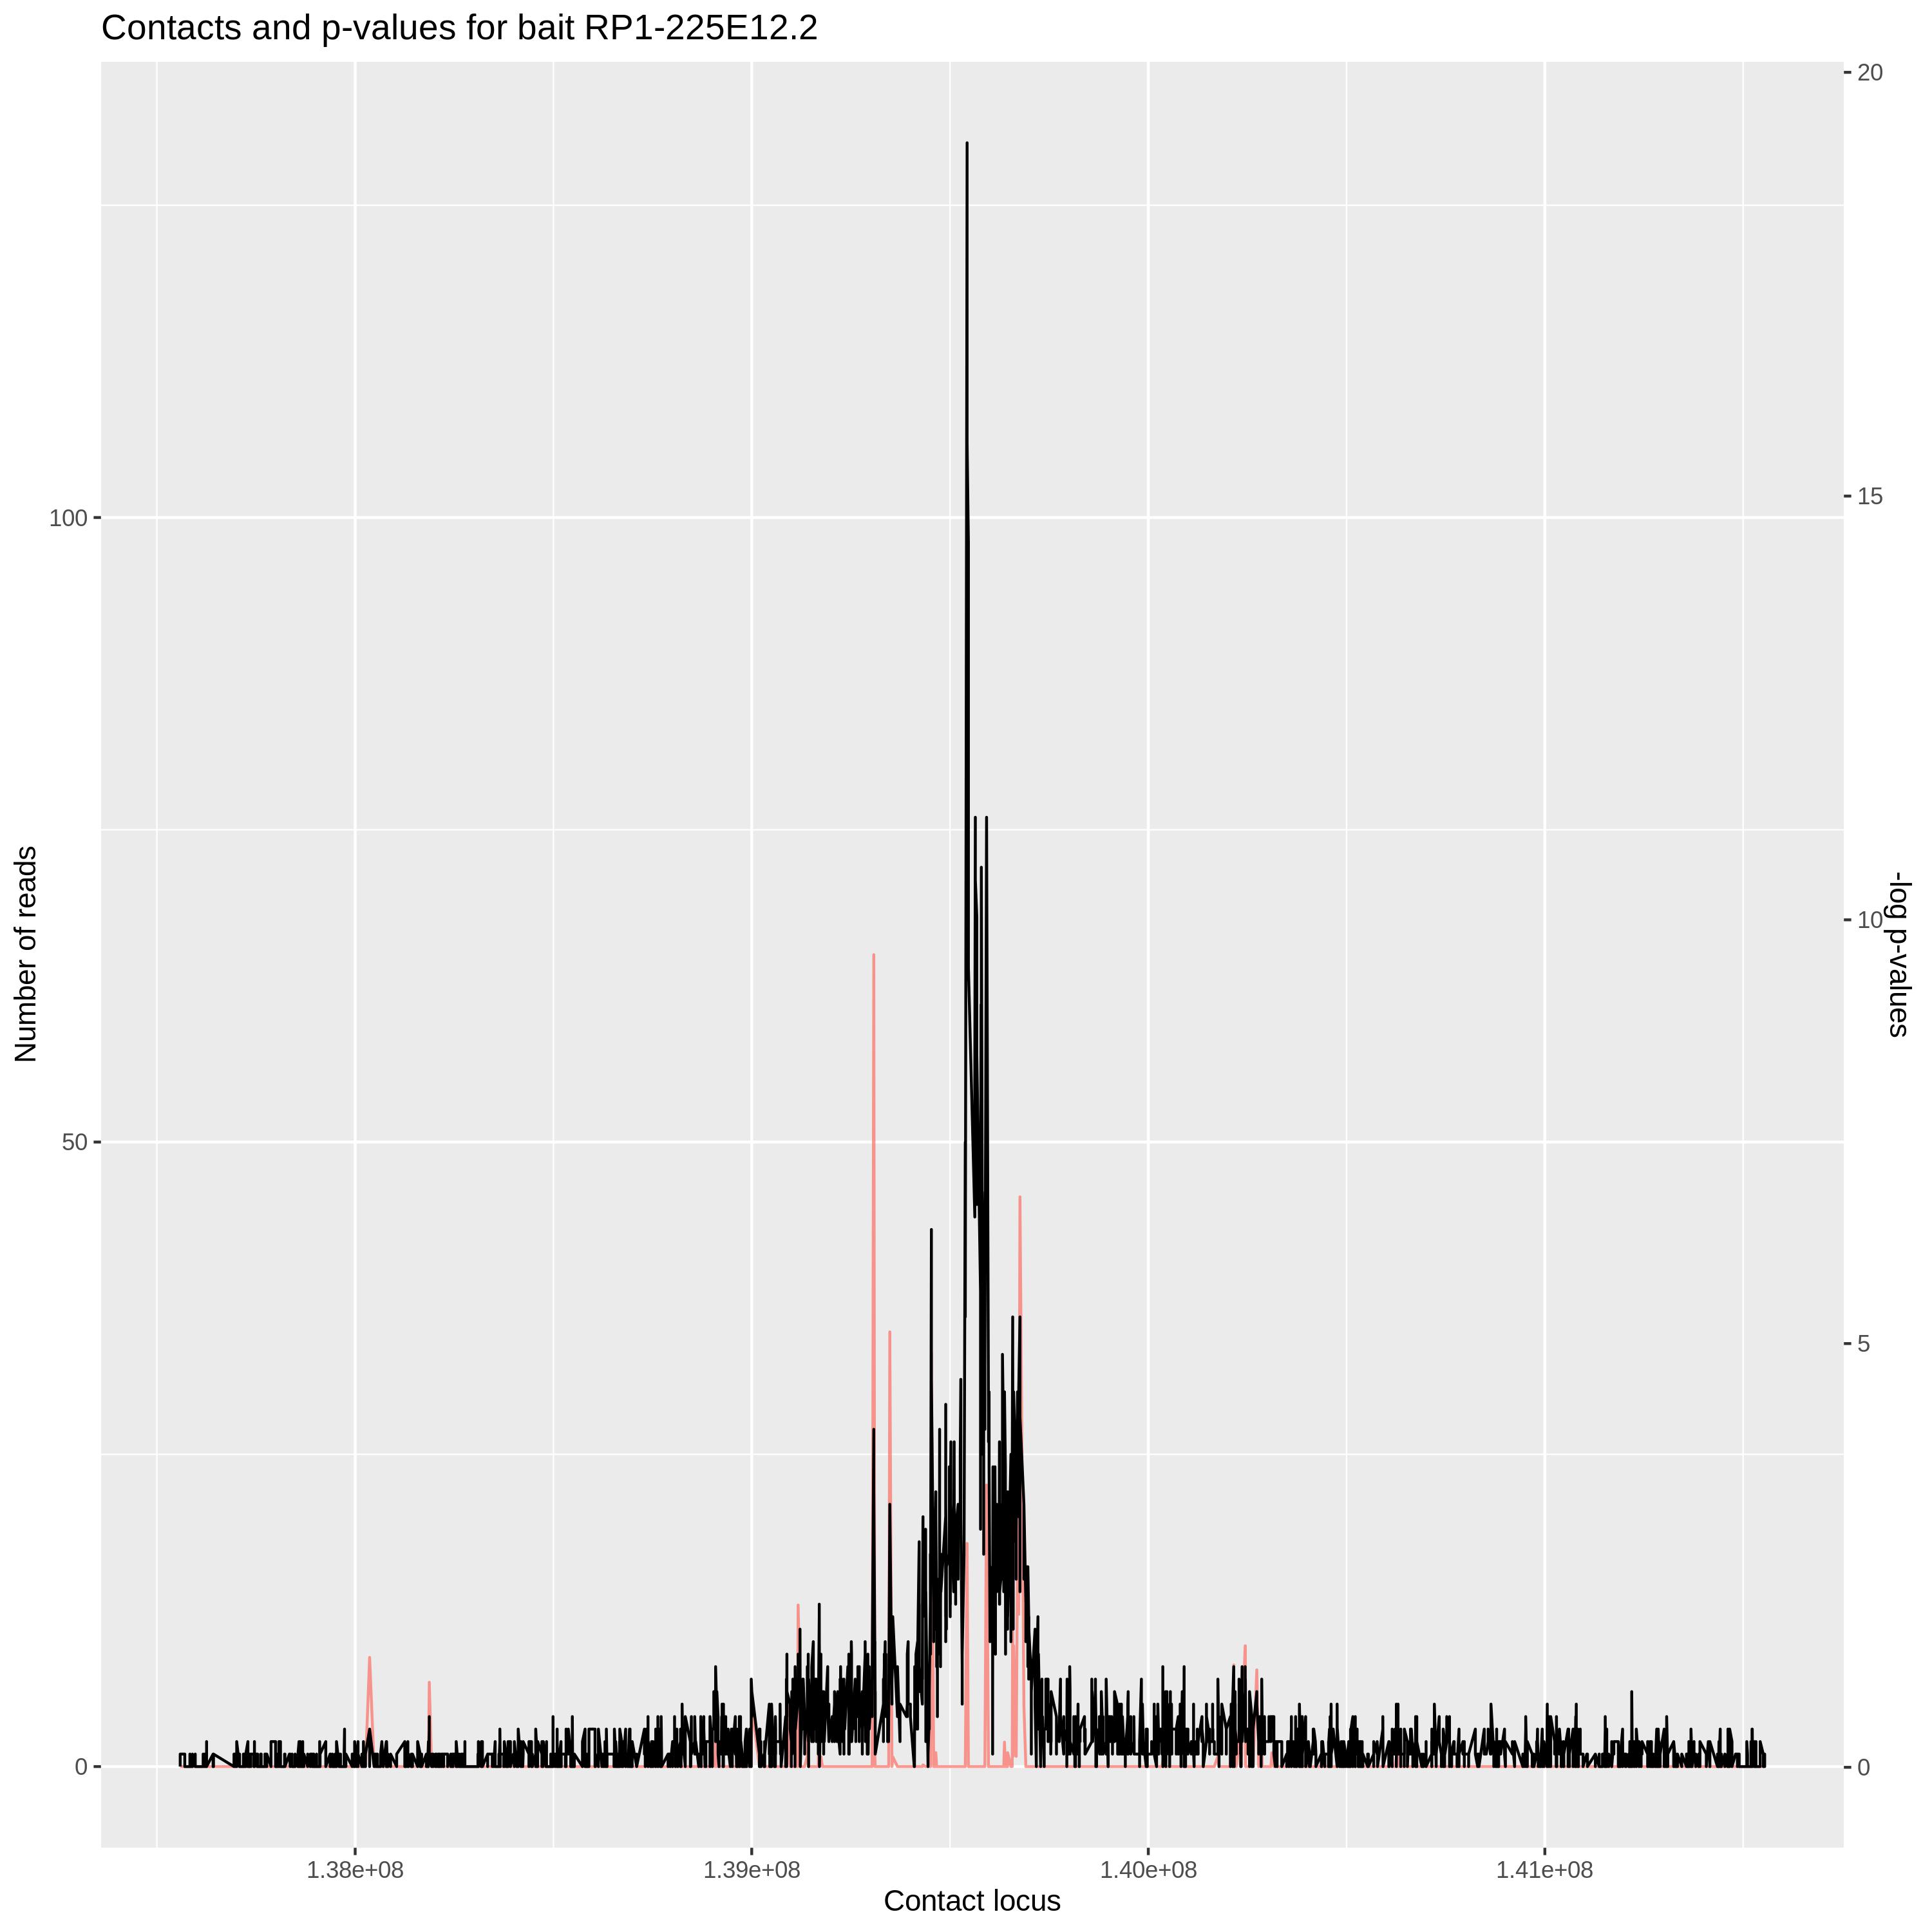 Contacts and p-values for bait RP1-225E12.2
Number of reads
100
50
0
20
15
10
5
0
-log p-values
1.38e+08
1.39e+08
1.40e+08
1.41e+08
Contact locus